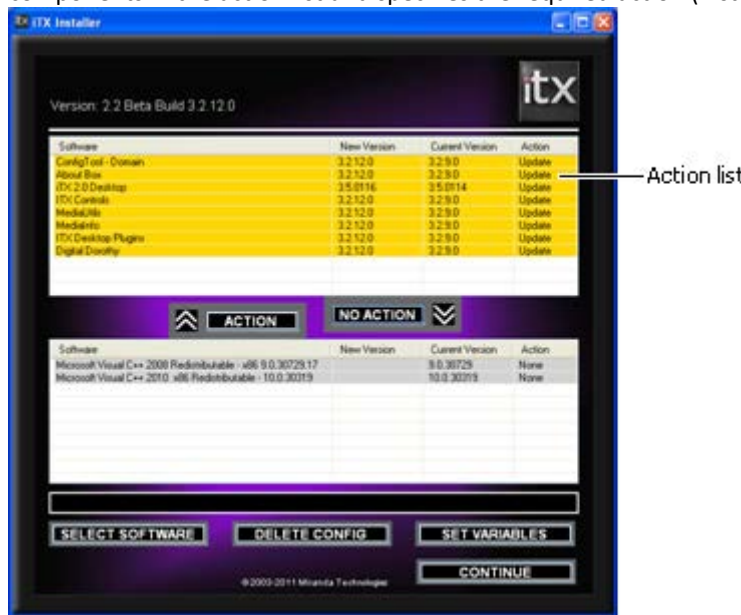 iTX Installer
itx
Version: 2.2 Beta Build 3.2.12.0
Software New Version Current Version Action
ConfigTool - Domain 3.2.12.0 3.2.9.0 Update
About Box 3.2.12.0 3.2.9.0 Update
iTX 2.0 Desktop 3.5.0116 3.5.0114 Update
ITX Controls 3.2.12.0 3.2.9.0 Update
MediaUtils 3.2.12.0 3.2.9.0 Update
MediaInfo 3.2.12.0 3.2.9.0 Update
ITX Desktop Plugins 3.2.12.0 3.2.9.0 Update
Digital Dorothy 3.2.12.0 3.2.9.0 Update
Action list
ACTION NO ACTION
Software New Version Current Version Action
Microsoft Visual C++ 2008 Redistributable - x86 9.0.30729.17 9.0.30729 None
Microsoft Visual C++ 2010 x86 Redistributable - 10.0.30319 10.0.30319 None
SELECT SOFTWARE DELETE CONFIG SET VARIABLES
CONTINUE
©2003-2011 Miranda Technologies